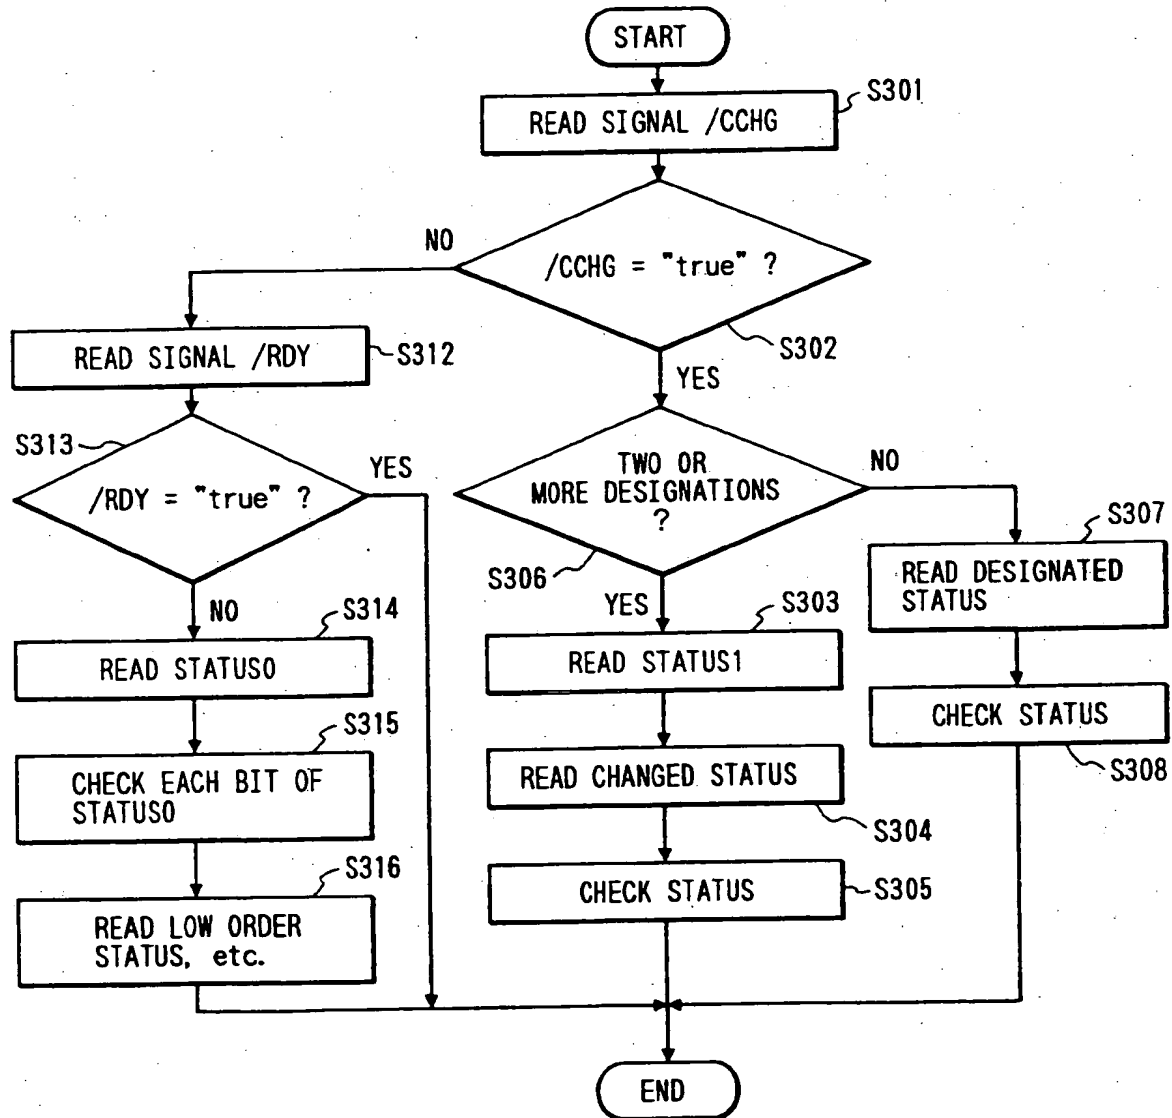 START
READ SIGNAL /CCHG
S301
/CCHG = "true" ?
S302
NO
YES
READ SIGNAL /RDY
S312
S313
/RDY = "true" ?
YES
NO
TWO OR
MORE DESIGNATIONS
?
S306
NO
YES
S307
READ DESIGNATED
STATUS
CHECK STATUS
S308
S303
READ STATUS1
READ CHANGED STATUS
S304
CHECK STATUS
S305
S314
READ STATUS0
S315
CHECK EACH BIT OF
STATUS0
S316
READ LOW ORDER
STATUS, etc.
END